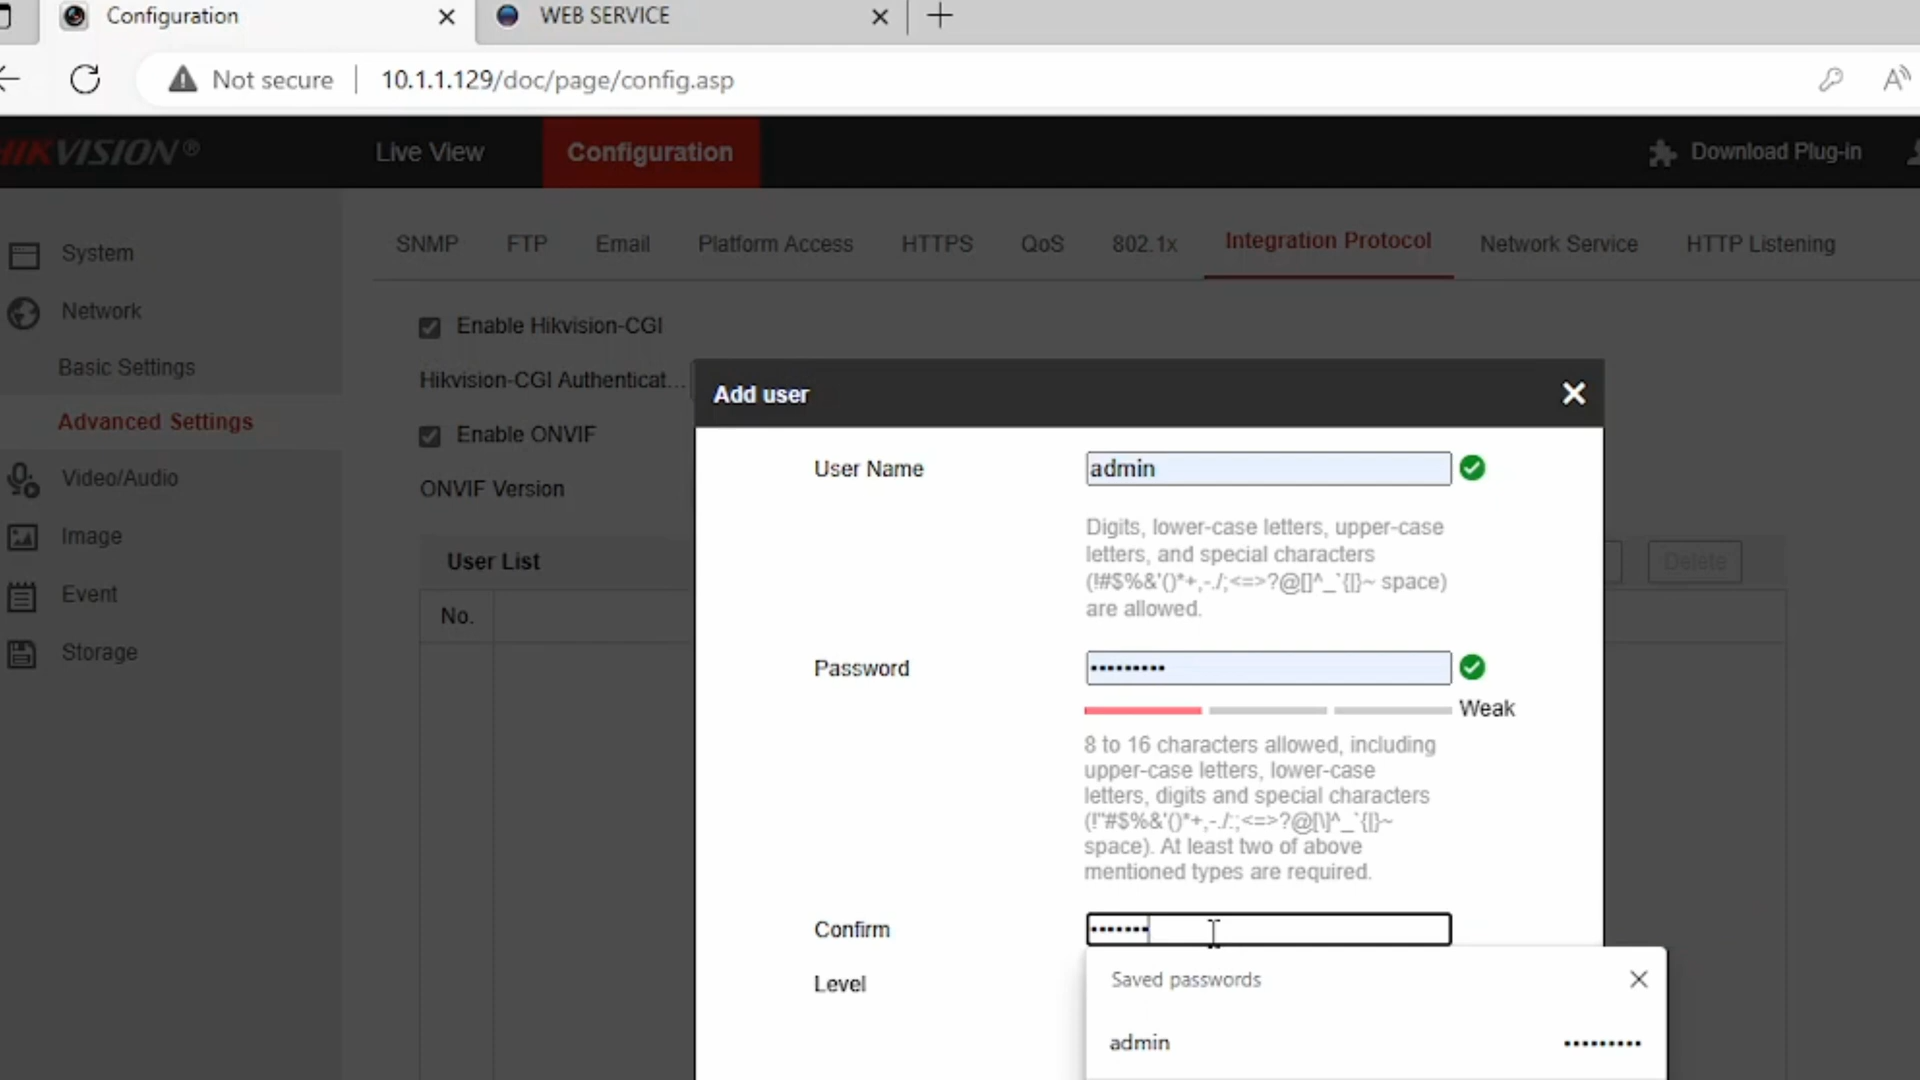 Configuration
WEB SERVICE
Not secure
10.1.1.129/doc/page/config.asp
HIKVISION®
Live View
Configuration
Download Plug-in
System
Network
Basic Settings
Advanced Settings
Video/Audio
Image
Event
Storage
SNMP
FTP
Email
Platform Access
HTTPS
QoS
802.1x
Integration Protocol
Network Service
HTTP Listening
Enable Hikvision-CGI
Hikvision-CGI Authenticat...
Enable ONVIF
ONVIF Version
User List
Delete
No.
Add user
User Name
admin
Digits, lower-case letters, upper-case
letters, and special characters
(!#$%&'()*+,-./;<=>?@[]^_`{|}~ space)
are allowed.
Password
•••••••••
Weak
8 to 16 characters allowed, including
upper-case letters, lower-case
letters, digits and special characters
(!"#$%&'()*+,-./:;<=>?@[\]^_`{|}~
space). At least two of above
mentioned types are required.
Confirm
•••••••
Level
Saved passwords
admin
•••••••••